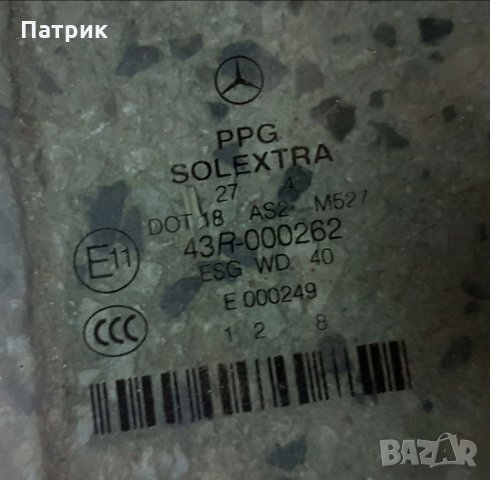 Патрик
PPG
SOLEXTRA
27 4
DOT 18 AS2 M527
43R-000262
ESG WD 40
E11
E 000249
CCC
1 2 8
BAZAR